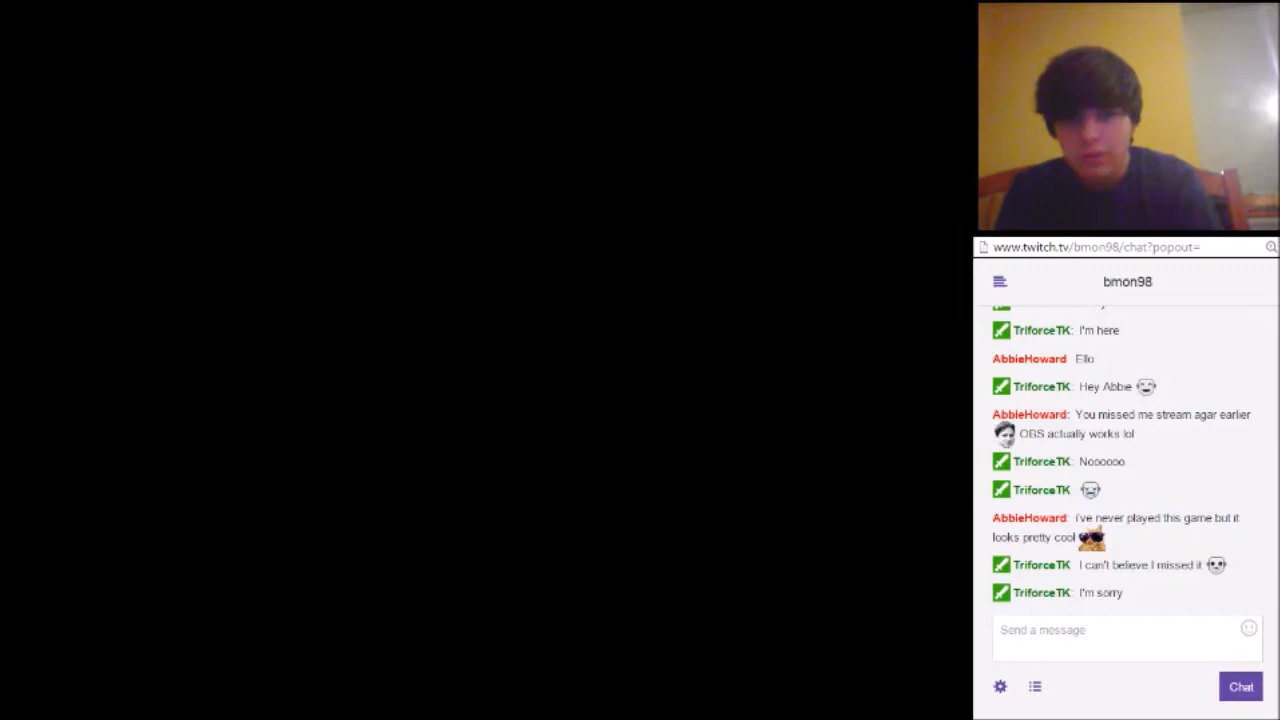 www.twitch.tv/bmon98/chat?popout=
bmon98
TriforceTK: I'm here
AbbieHoward: Ello
TriforceTK: Hey Abbie
AbbieHoward: You missed me stream agar earlier
OBS actually works lol
TriforceTK: Noooooo
TriforceTK:
AbbieHoward: i've never played this game but it
looks pretty cool
TriforceTK: I can't believe I missed it
TriforceTK: I'm sorry
Send a message
Chat